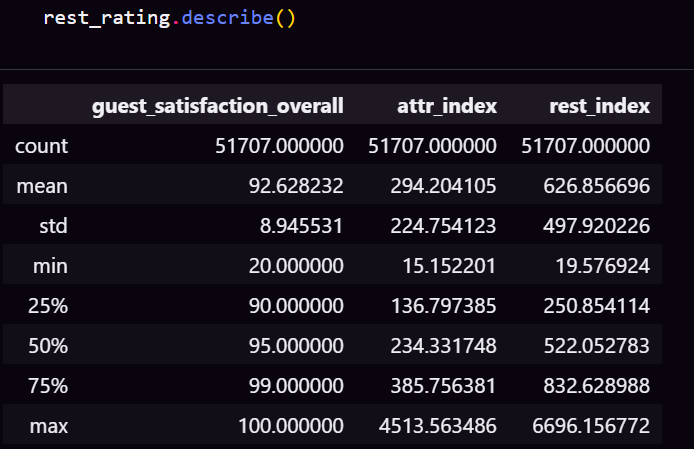 rest_rating.describe()
guest_satisfaction_overall attr_index rest_index
count 51707.000000 51707.000000 51707.000000
mean 92.628232 294.204105 626.856696
std 8.945531 224.754123 497.920226
min 20.000000 15.152201 19.576924
25% 90.000000 136.797385 250.854114
50% 95.000000 234.331748 522.052783
75% 99.000000 385.756381 832.628988
max 100.000000 4513.563486 6696.156772